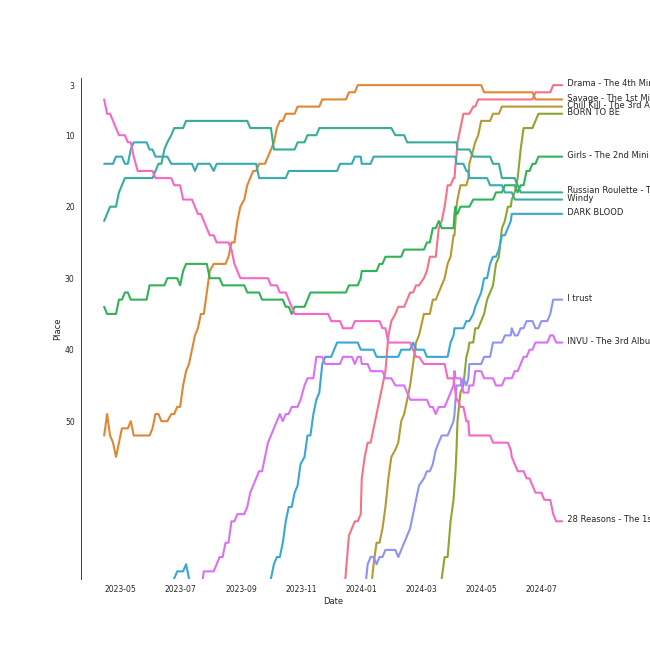 3
10
20
30
40
50
Place
2023-05
2023-07
2023-09
2023-11
2024-01
2024-03
2024-05
2024-07
Date
Drama - The 4th Mi
Savage - The 1st Mi
Chill Kill - The 3rd A
BORN TO BE
Girls - The 2nd Mini
Russian Roulette - T
Windy
DARK BLOOD
I trust
INVU - The 3rd Albu
28 Reasons - The 1s